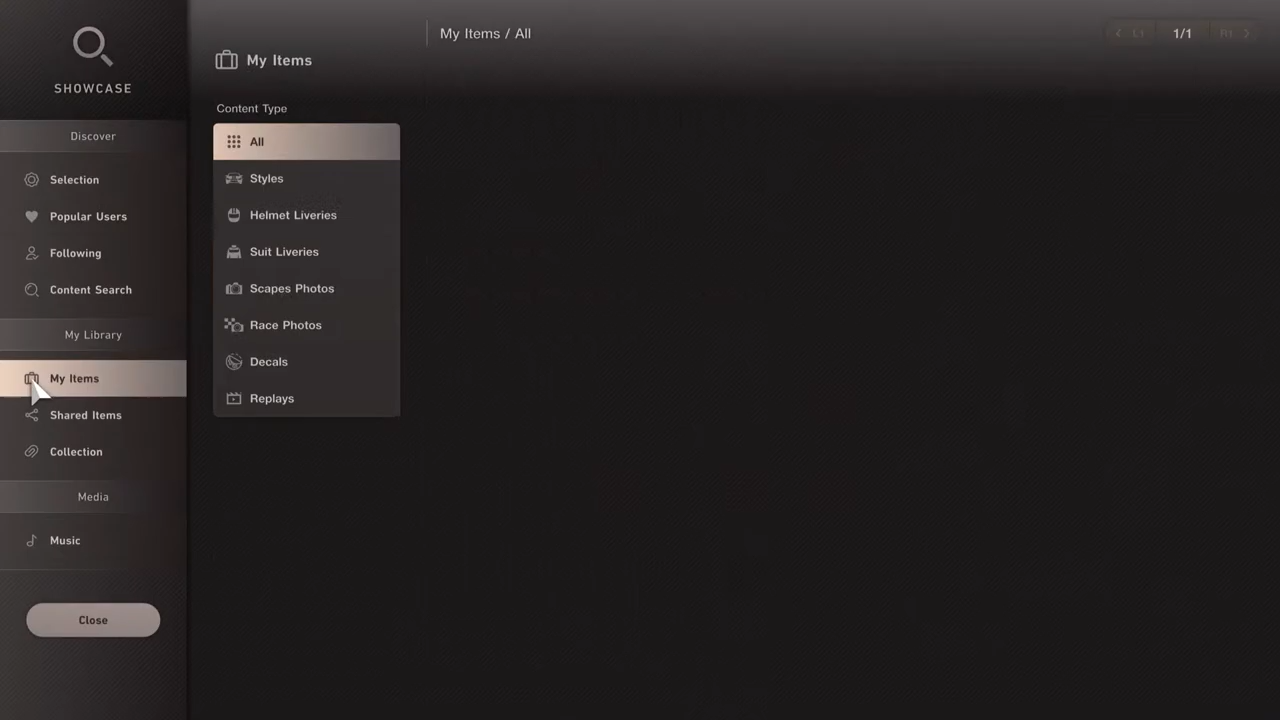 SHOWCASE
Discover
Selection
Popular Users
Following
Content Search
My Library
My Items
Shared Items
Collection
Media
Music
Close
My Items
Content Type
All
Styles
Helmet Liveries
Suit Liveries
Scapes Photos
Race Photos
Decals
Replays
My Items / All
L1 1/1 R1